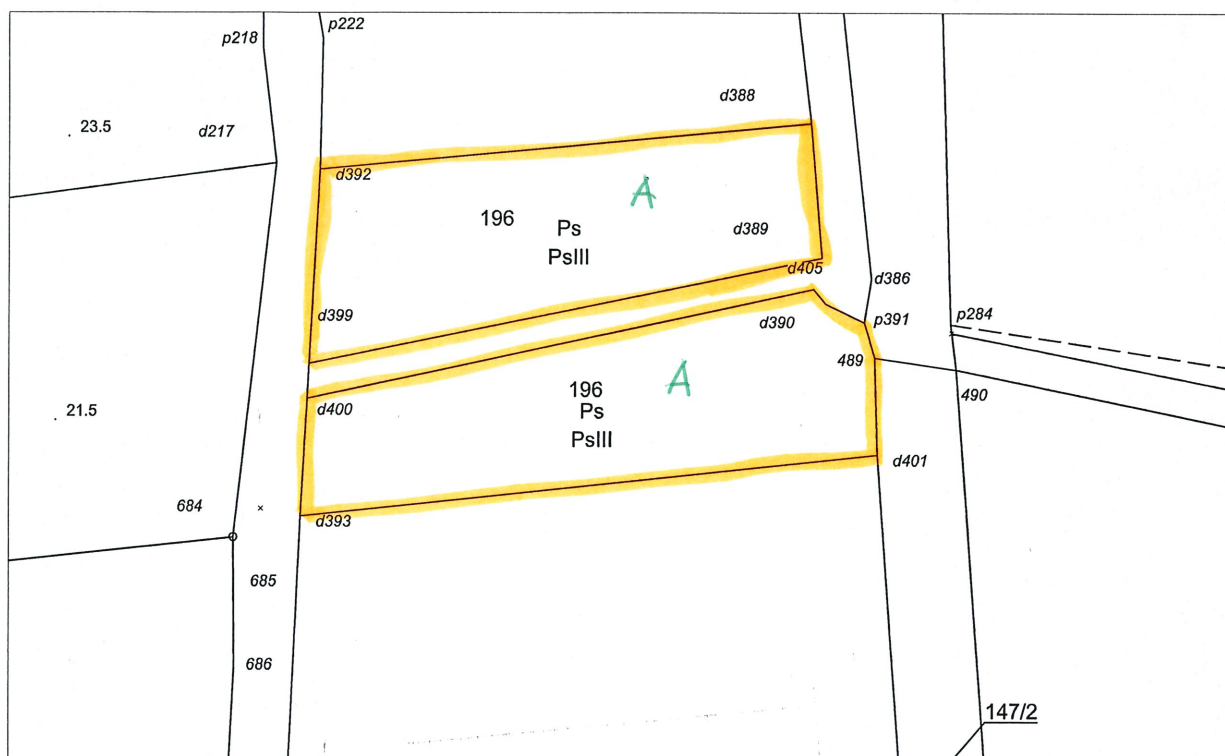 p222
p218
d388
. 23.5
d217
d392
A
196
Ps
d389
PsIII
d405
d386
d399
d390
p391
p284
489
A
196
490
d400
. 21.5
Ps
PsIII
d401
684
d393
685
686
147/2